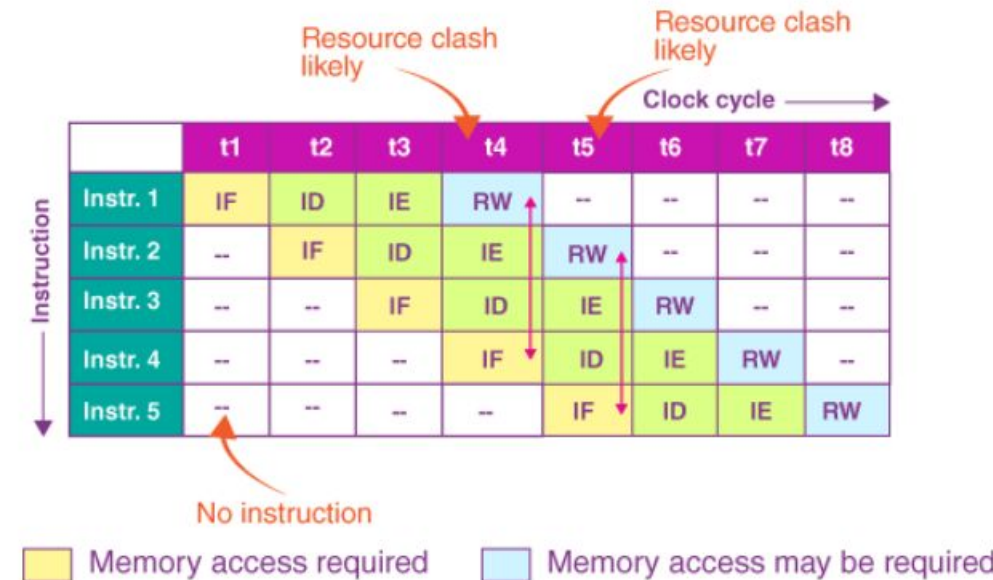 Resource clash
likely
Resource clash
likely
Clock cycle
t1 t2 t3 t4 t5 t6 t7 t8
Instruction
Instr. 1 IF ID IE RW -- -- -- --
Instr. 2 -- IF ID IE RW -- -- --
Instr. 3 -- -- IF ID IE RW -- --
Instr. 4 -- -- -- IF ID IE RW --
Instr. 5 -- -- -- -- IF ID IE RW
No instruction
Memory access required Memory access may be required